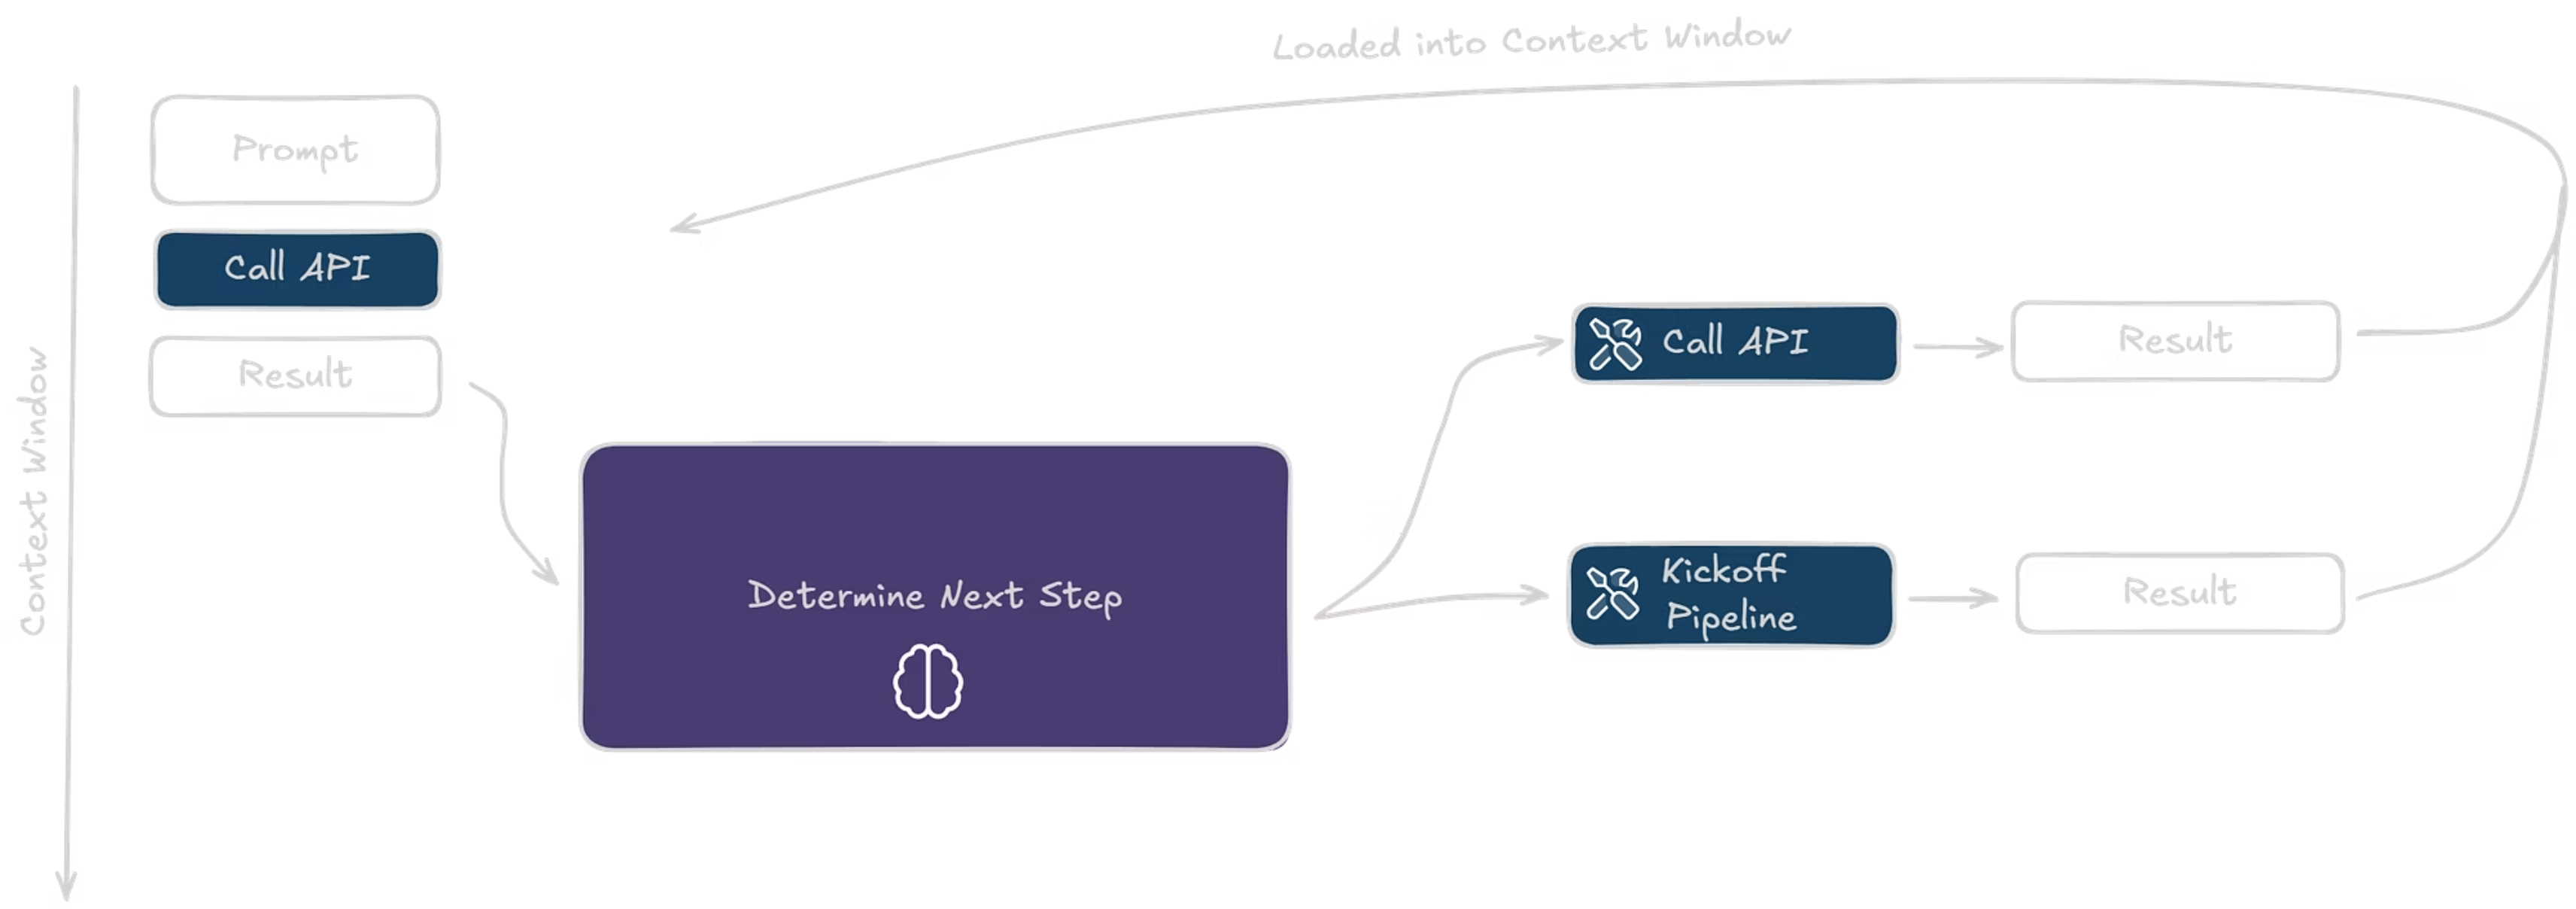 Loaded into Context Window
Context Window
Prompt
Call API
Result
Determine Next Step
Call API
Result
Kickoff
Pipeline
Result